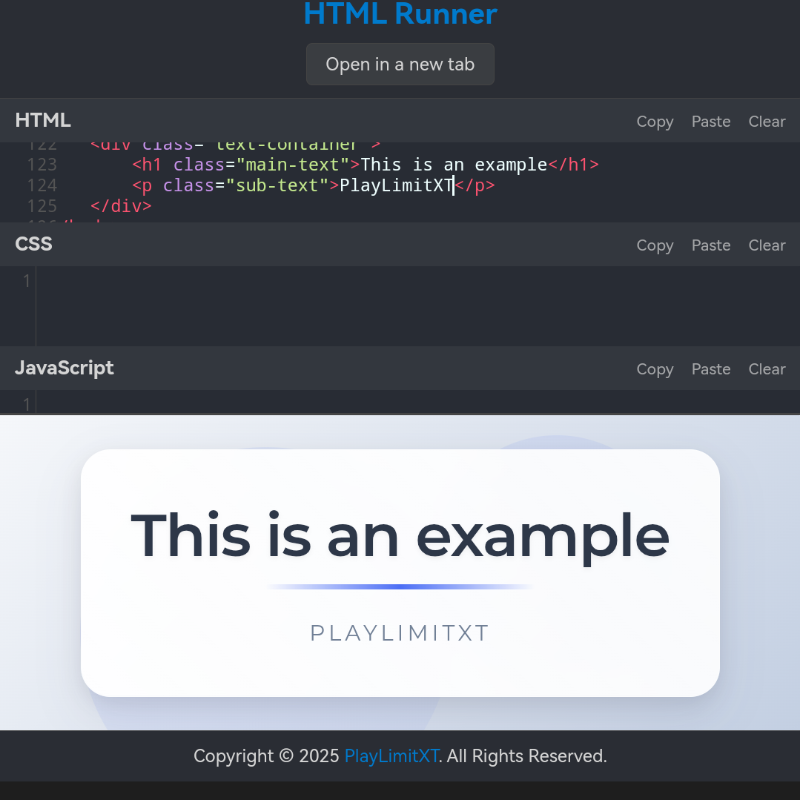 HTML Runner
Open in a new tab
HTML Copy Paste Clear
122 <div class="text-container">
123 <h1 class="main-text">This is an example</h1>
124 <p class="sub-text">PlayLimitXT</p>
125 </div>
CSS Copy Paste Clear
1
JavaScript Copy Paste Clear
1
This is an example
PLAYLIMITXT
Copyright © 2025 PlayLimitXT. All Rights Reserved.